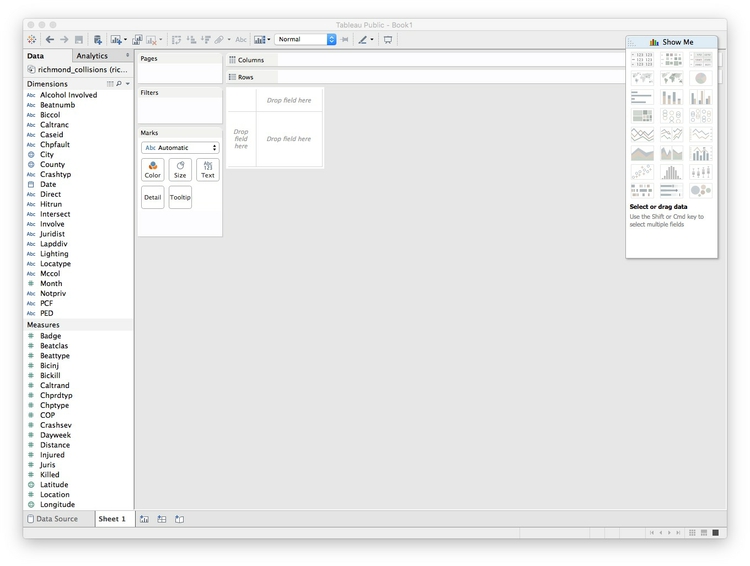 Tableau Public - Book1
Normal
Abc
Data
Analytics
richmond_collisions (ric...
Dimensions
Abc Alcohol Involved
Abc Beatnumb
Abc Biccol
Abc Caltranc
Abc Caseid
Abc Chpfault
City
County
Abc Crashtyp
Date
Abc Direct
Abc Hitrun
Abc Intersect
Abc Involve
Abc Juridist
Abc Lapddiv
Abc Lighting
Abc Locatype
Abc Mccol
# Month
Abc Notpriv
Abc PCF
Abc PED
Measures
# Badge
# Beatclas
# Beattype
# Bicinj
# Bickill
# Caltrand
# Chprdtyp
# Chptype
# COP
# Crashsev
# Dayweek
# Distance
# Injured
# Juris
# Killed
Latitude
# Location
Longitude
Pages
Filters
Marks
Abc Automatic
Color
Size
Abc
123
Text
Detail
Tooltip
Columns
Rows
Drop field here
Drop
field
here
Drop field here
Show Me
Select or drag data
Use the Shift or Cmd key to
select multiple fields
Data Source
Sheet 1